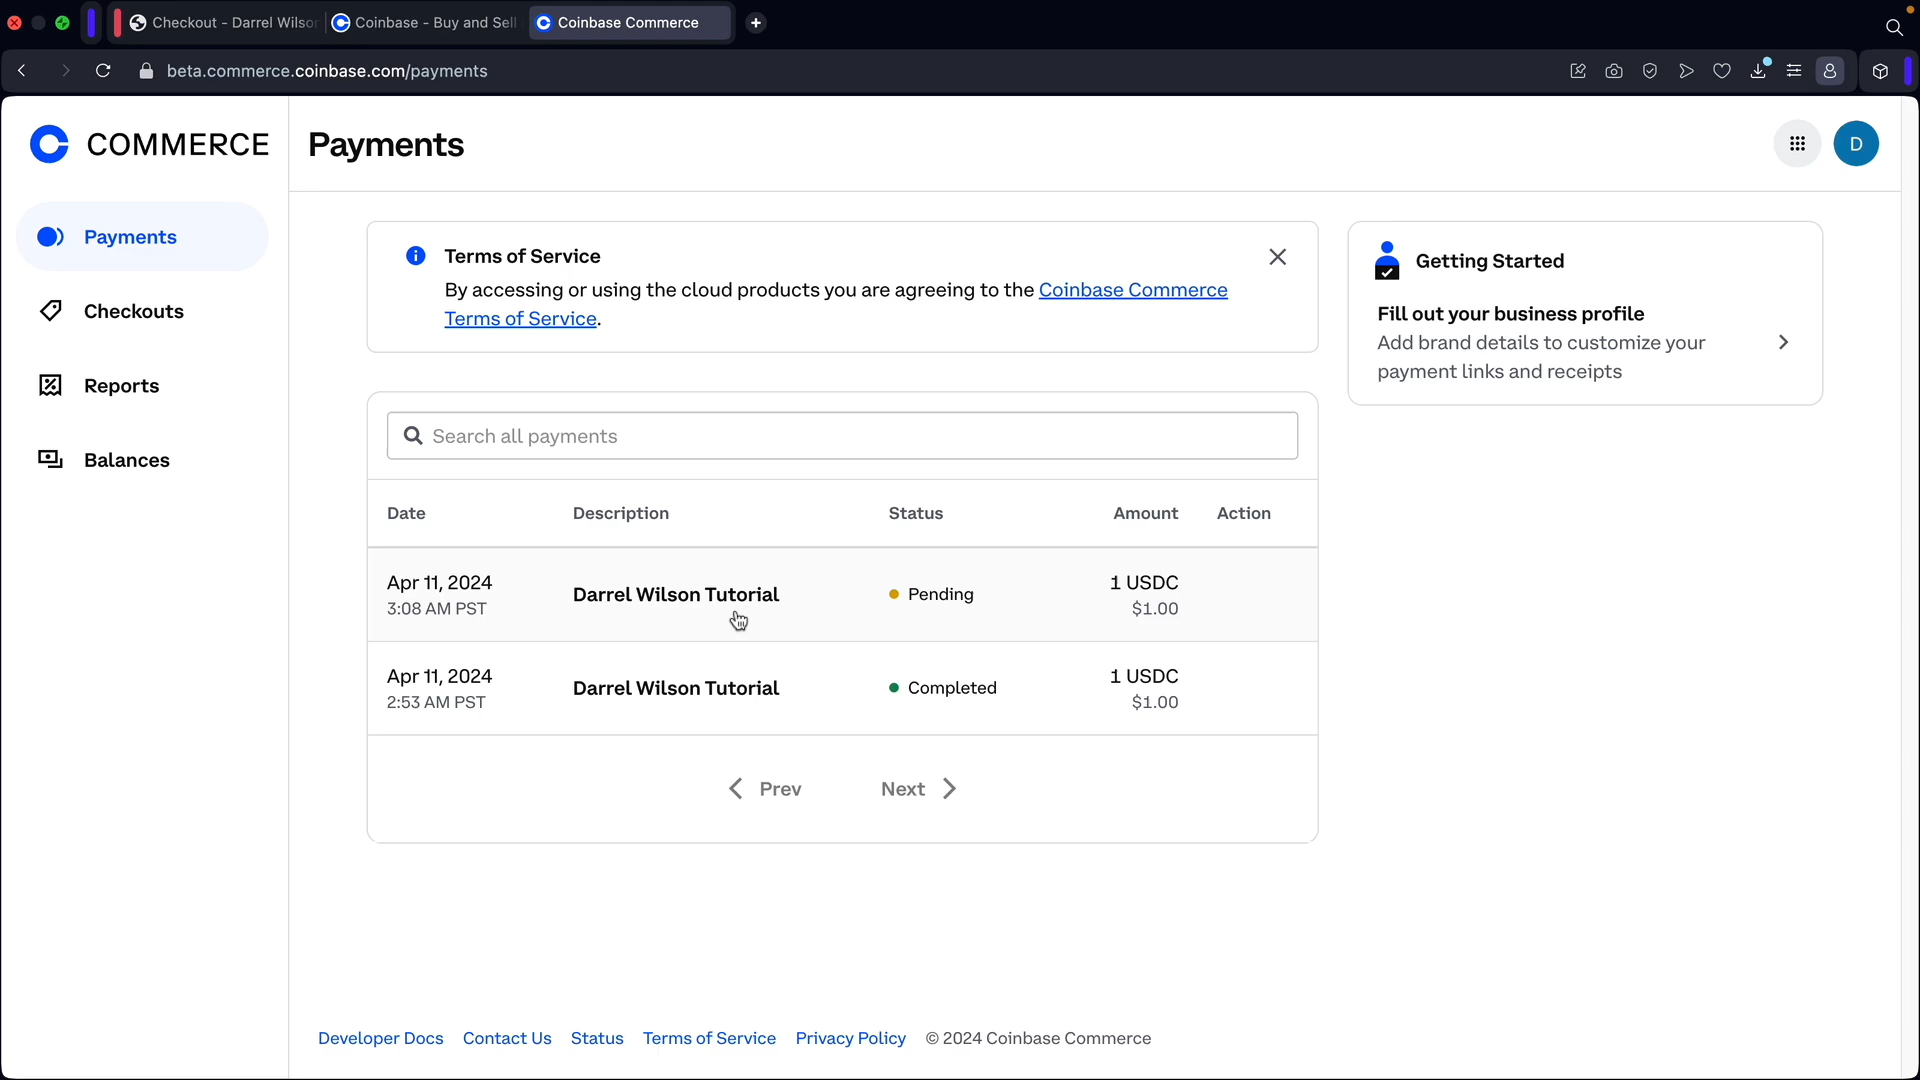 Checkout - Darrel Wilso
Coinbase - Buy and Sell
Coinbase Commerce
beta.commerce.coinbase.com/payments
COMMERCE
Payments
D
Payments
Checkouts
Reports
Balances
Terms of Service
By accessing or using the cloud products you are agreeing to the Coinbase Commerce
Terms of Service.
Getting Started
Fill out your business profile
Add brand details to customize your
payment links and receipts
Search all payments
Date Description Status Amount Action
Apr 11, 2024
3:08 AM PST
Darrel Wilson Tutorial
Pending
1 USDC
$1.00
Apr 11, 2024
2:53 AM PST
Darrel Wilson Tutorial
Completed
1 USDC
$1.00
Prev Next
Developer Docs Contact Us Status Terms of Service Privacy Policy © 2024 Coinbase Commerce